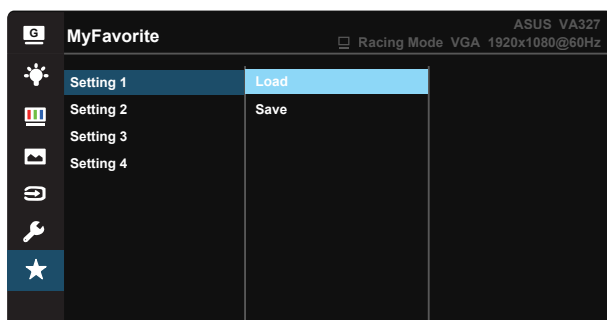 G
MyFavorite
ASUS VA327
Racing Mode VGA 1920x1080@60Hz
Setting 1
Load
Setting 2
Save
Setting 3
Setting 4